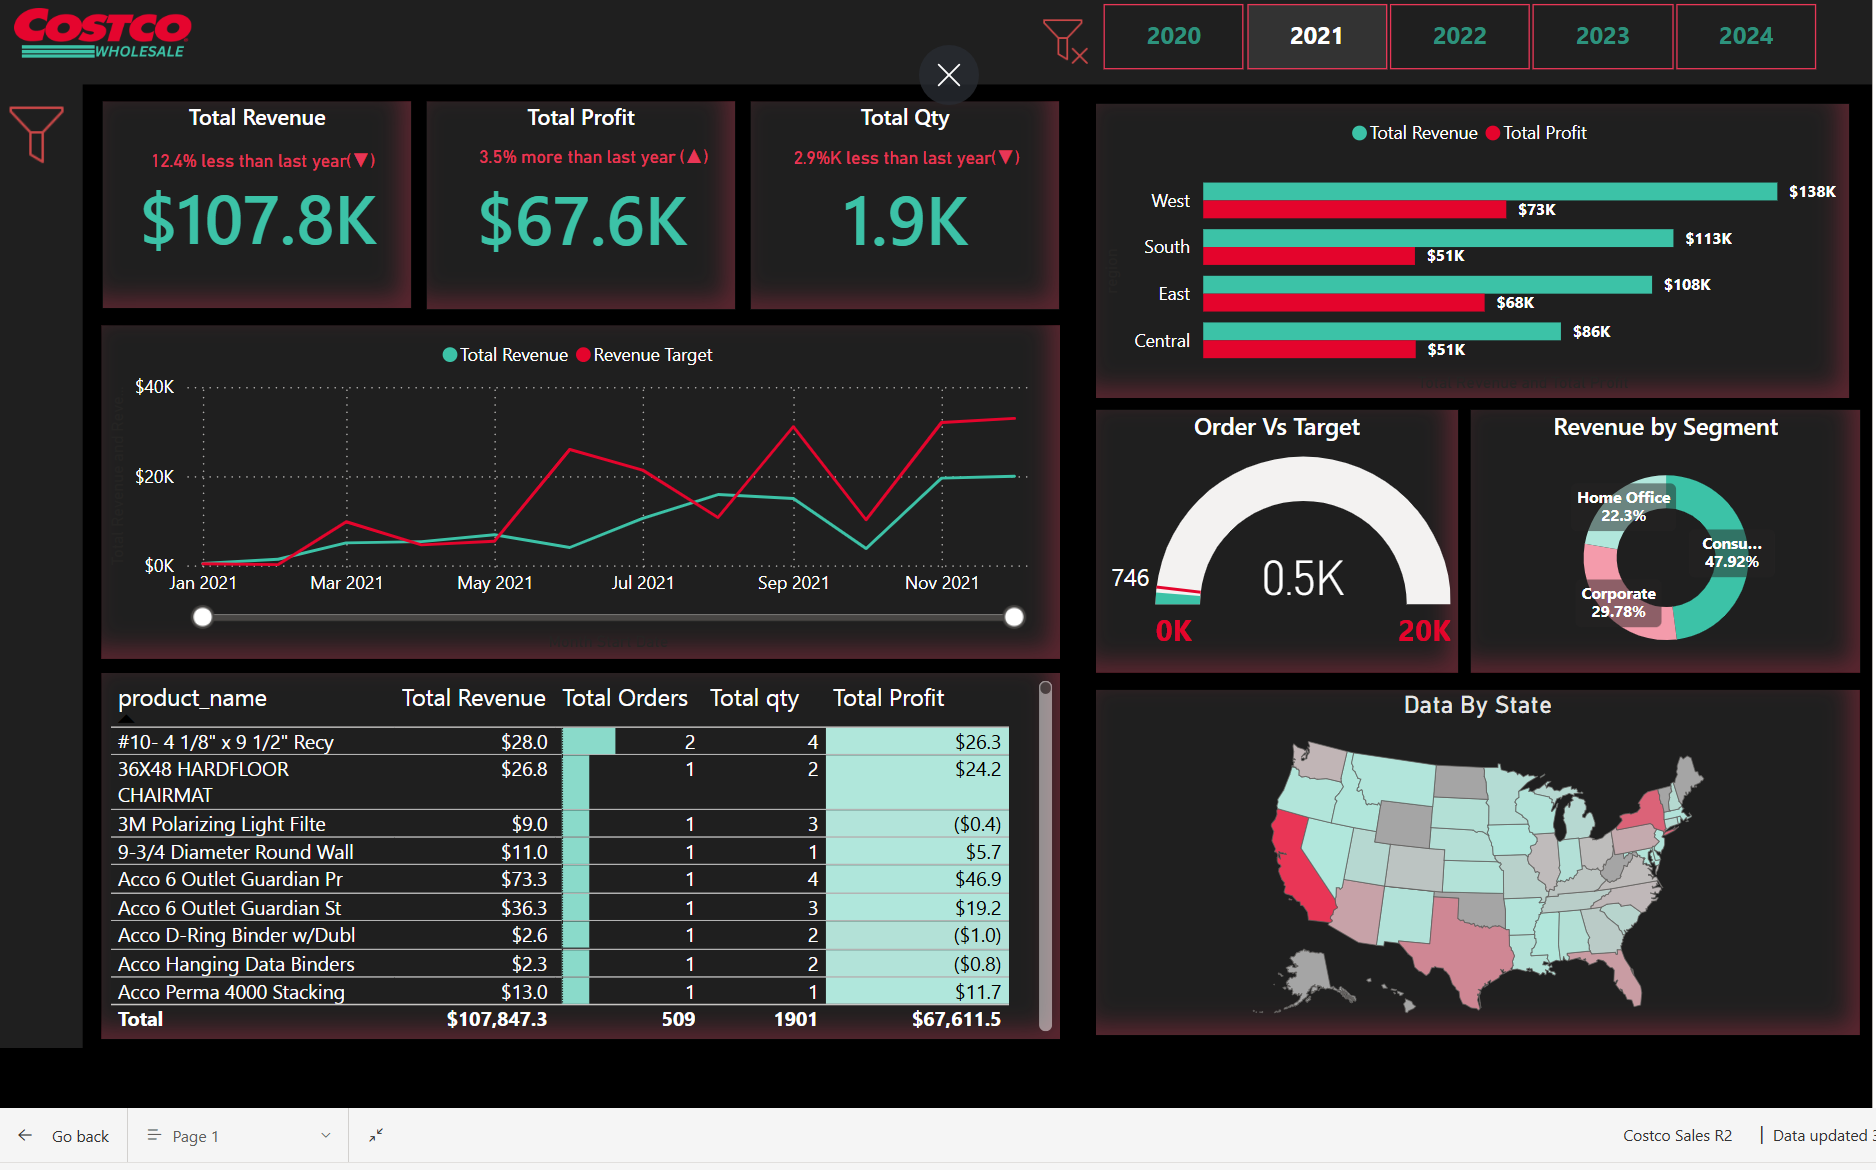 COSTCO
WHOLESALE
2020 2021 2022 2023 2024
Total Revenue
12.4% less than last year(▼)
$107.8K
Total Profit
3.5% more than last year (▲)
$67.6K
Total Qty
2.9%K less than last year(▼)
1.9K
Total Revenue Total Profit
West $138K
$73K
South $113K
$51K
East $108K
$68K
Central $86K
$51K
Total Revenue Revenue Target
$40K
$20K
$0K
Jan 2021 Mar 2021 May 2021 Jul 2021 Sep 2021 Nov 2021
Order Vs Target
746
0.5K
0K 20K
Revenue by Segment
Home Office
22.3%
Consu...
47.92%
Corporate
29.78%
product_name Total Revenue Total Orders Total qty Total Profit
#10- 4 1/8" x 9 1/2" Recy $28.0 2 4 $26.3
36X48 HARDFLOOR $26.8 1 2 $24.2
CHAIRMAT
3M Polarizing Light Filte $9.0 1 3 ($0.4)
9-3/4 Diameter Round Wall $11.0 1 1 $5.7
Acco 6 Outlet Guardian Pr $73.3 1 4 $46.9
Acco 6 Outlet Guardian St $36.3 1 3 $19.2
Acco D-Ring Binder w/Dubl $2.6 1 2 ($1.0)
Acco Hanging Data Binders $2.3 1 2 ($0.8)
Acco Perma 4000 Stacking $13.0 1 1 $11.7
Total $107,847.3 509 1901 $67,611.5
Data By State
Go back
Page 1
Costco Sales R2 | Data updated